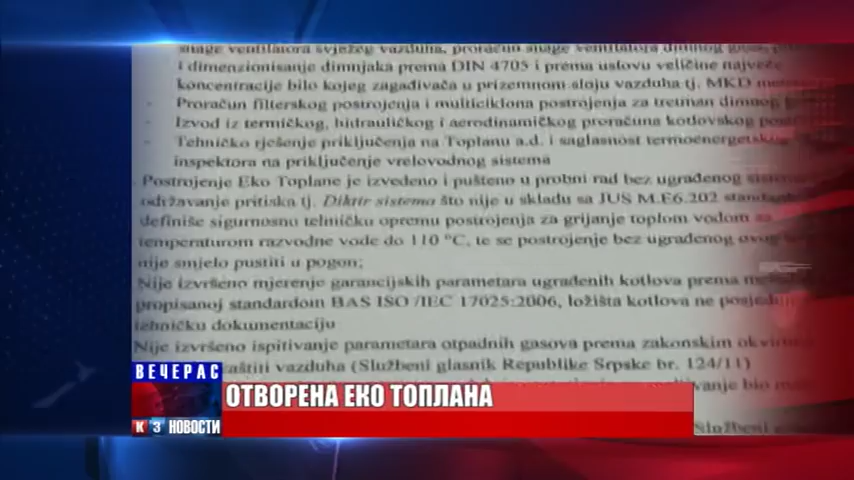 snage ventilatora svježeg vazduha, proračun snage ventilatora dimnog
i dimenzionisanje dimnjaka prema DIN 4705 i prema uslovu veličine najveće
koncentracije bilo kojeg zagađivača u prizemnom sloju vazduha tj. MKD
- Proračun filterskog postrojenja i multiciklona postrojenja za tretman dimnog
- Izvod iz termičkog, hidrauličkog i aerodinamičkog proračuna kotlovskog
- Tehničko rješenje priključenja na Toplanu a.d. i saglasnost termoenergetskog
inspektora na priključenje vrelovodnog sistema
Postrojenje Eko Toplane je izvedeno i pušteno u probni rad bez ugrađenog
održavanje pritiska tj. Diktir sistema što nije u skladu sa JUS M.E6.202
definiše sigurnosno tehničku opremu postrojenja za grijanje toplom vodom sa
temperaturom razvodne vode do 110 °C, te se postrojenje bez ugrađenog ovog
nije smjelo pustiti u pogon;
Nije izvršeno mjerenje garancijskih parametara ugrađenih kotlova prema
propisanoj standardom BAS ISO /IEC 17025:2006, ložišta kotlova ne
tehničku dokumentaciju
Nije izvršeno ispitivanje parametara otpadnih gasova prema zakonskim
zaštiti vazduha (Službeni glasnik Republike Srpske br. 124/11)
bio
Službeni
ВЕЧЕРАС
ОТВОРЕНА ЕКО ТОПЛАНА
К3 НОВОСТИ